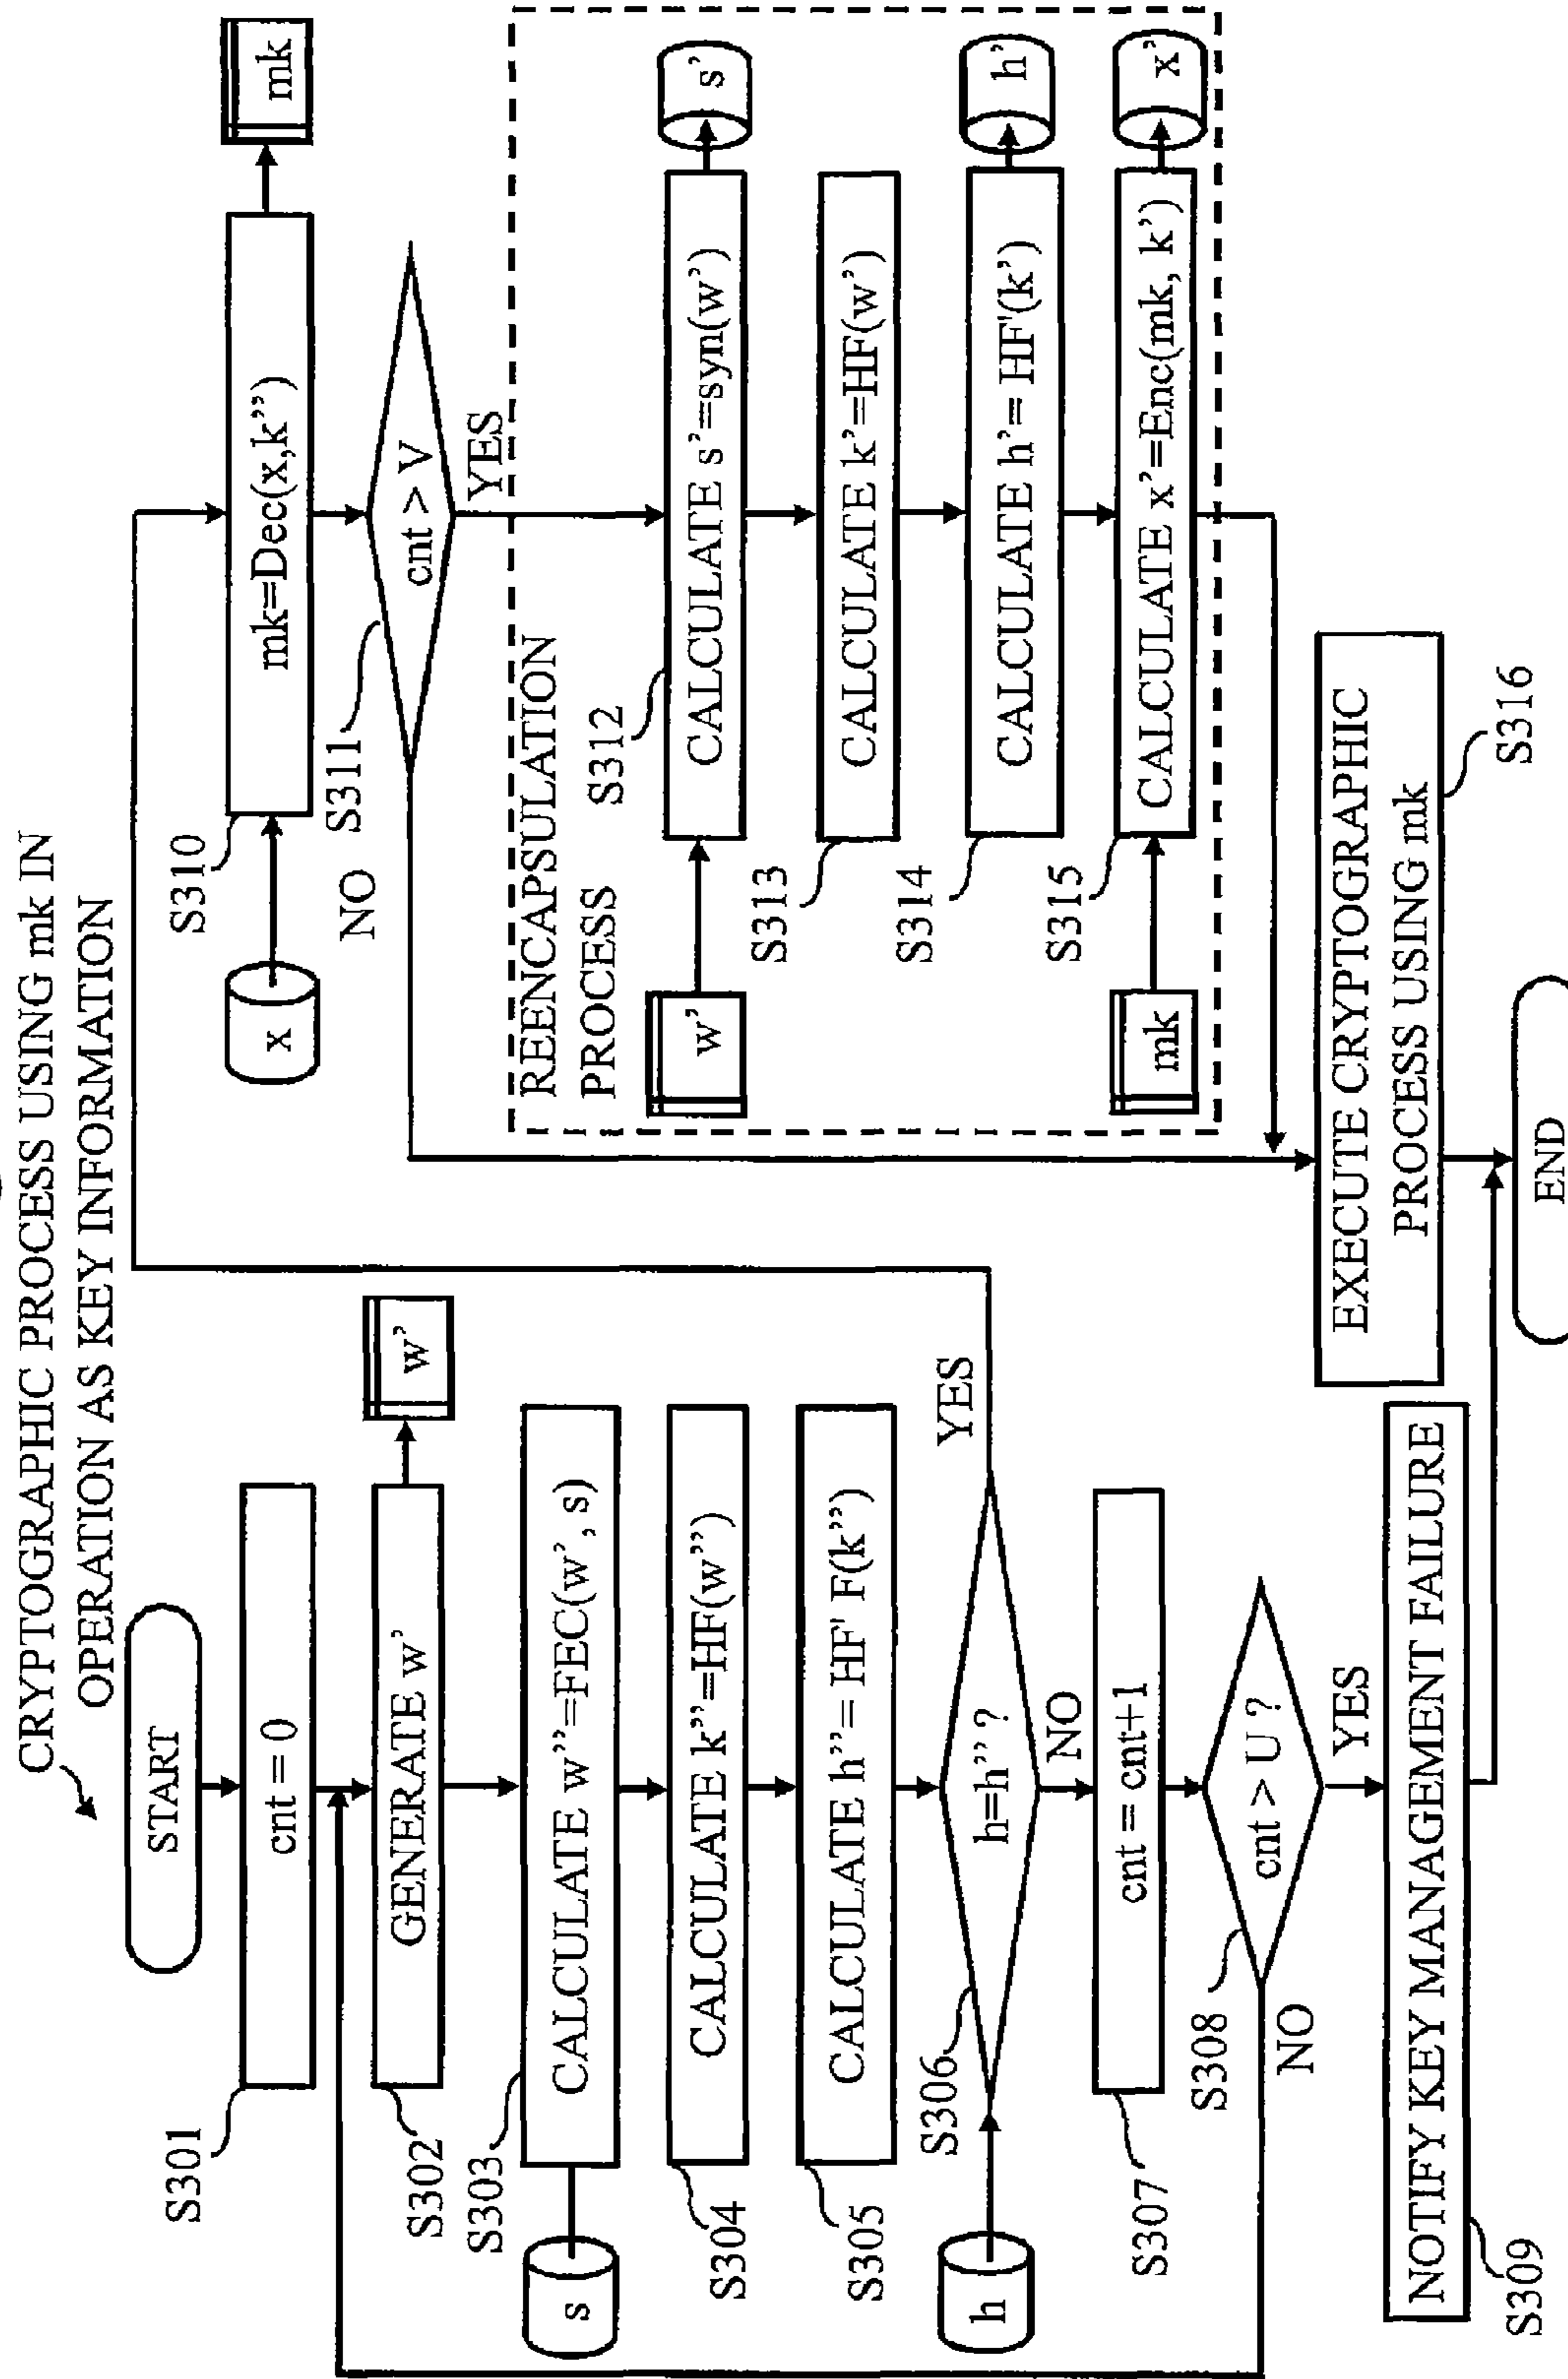 CRYPTOGRAPHIC PROCESS USING mk IN
OPERATION AS KEY INFORMATION
START
S301
cnt = 0
S302
GENERATE w'
w'
S303
s
CALCULATE w''=FEC(w', s)
S304
CALCULATE k''=HF(w'')
S305
CALCULATE h''= HF' F(k'')
S306
h
h=h'' ?
YES
NO
S307
cnt = cnt+1
S308
cnt > U ?
NO
YES
S309
NOTIFY KEY MANAGEMENT FAILURE
S310
x
mk=Dec(x,k'')
mk
S311
cnt > V
NO
YES
REENCAPSULATION
PROCESS
S312
w'
CALCULATE s'=syn(w')
s'
S313
CALCULATE k'=HF(w')
S314
CALCULATE h'= HF'(k')
h'
S315
mk
CALCULATE x'=Enc(mk, k')
x'
EXECUTE CRYPTOGRAPHIC
PROCESS USING mk
S316
END